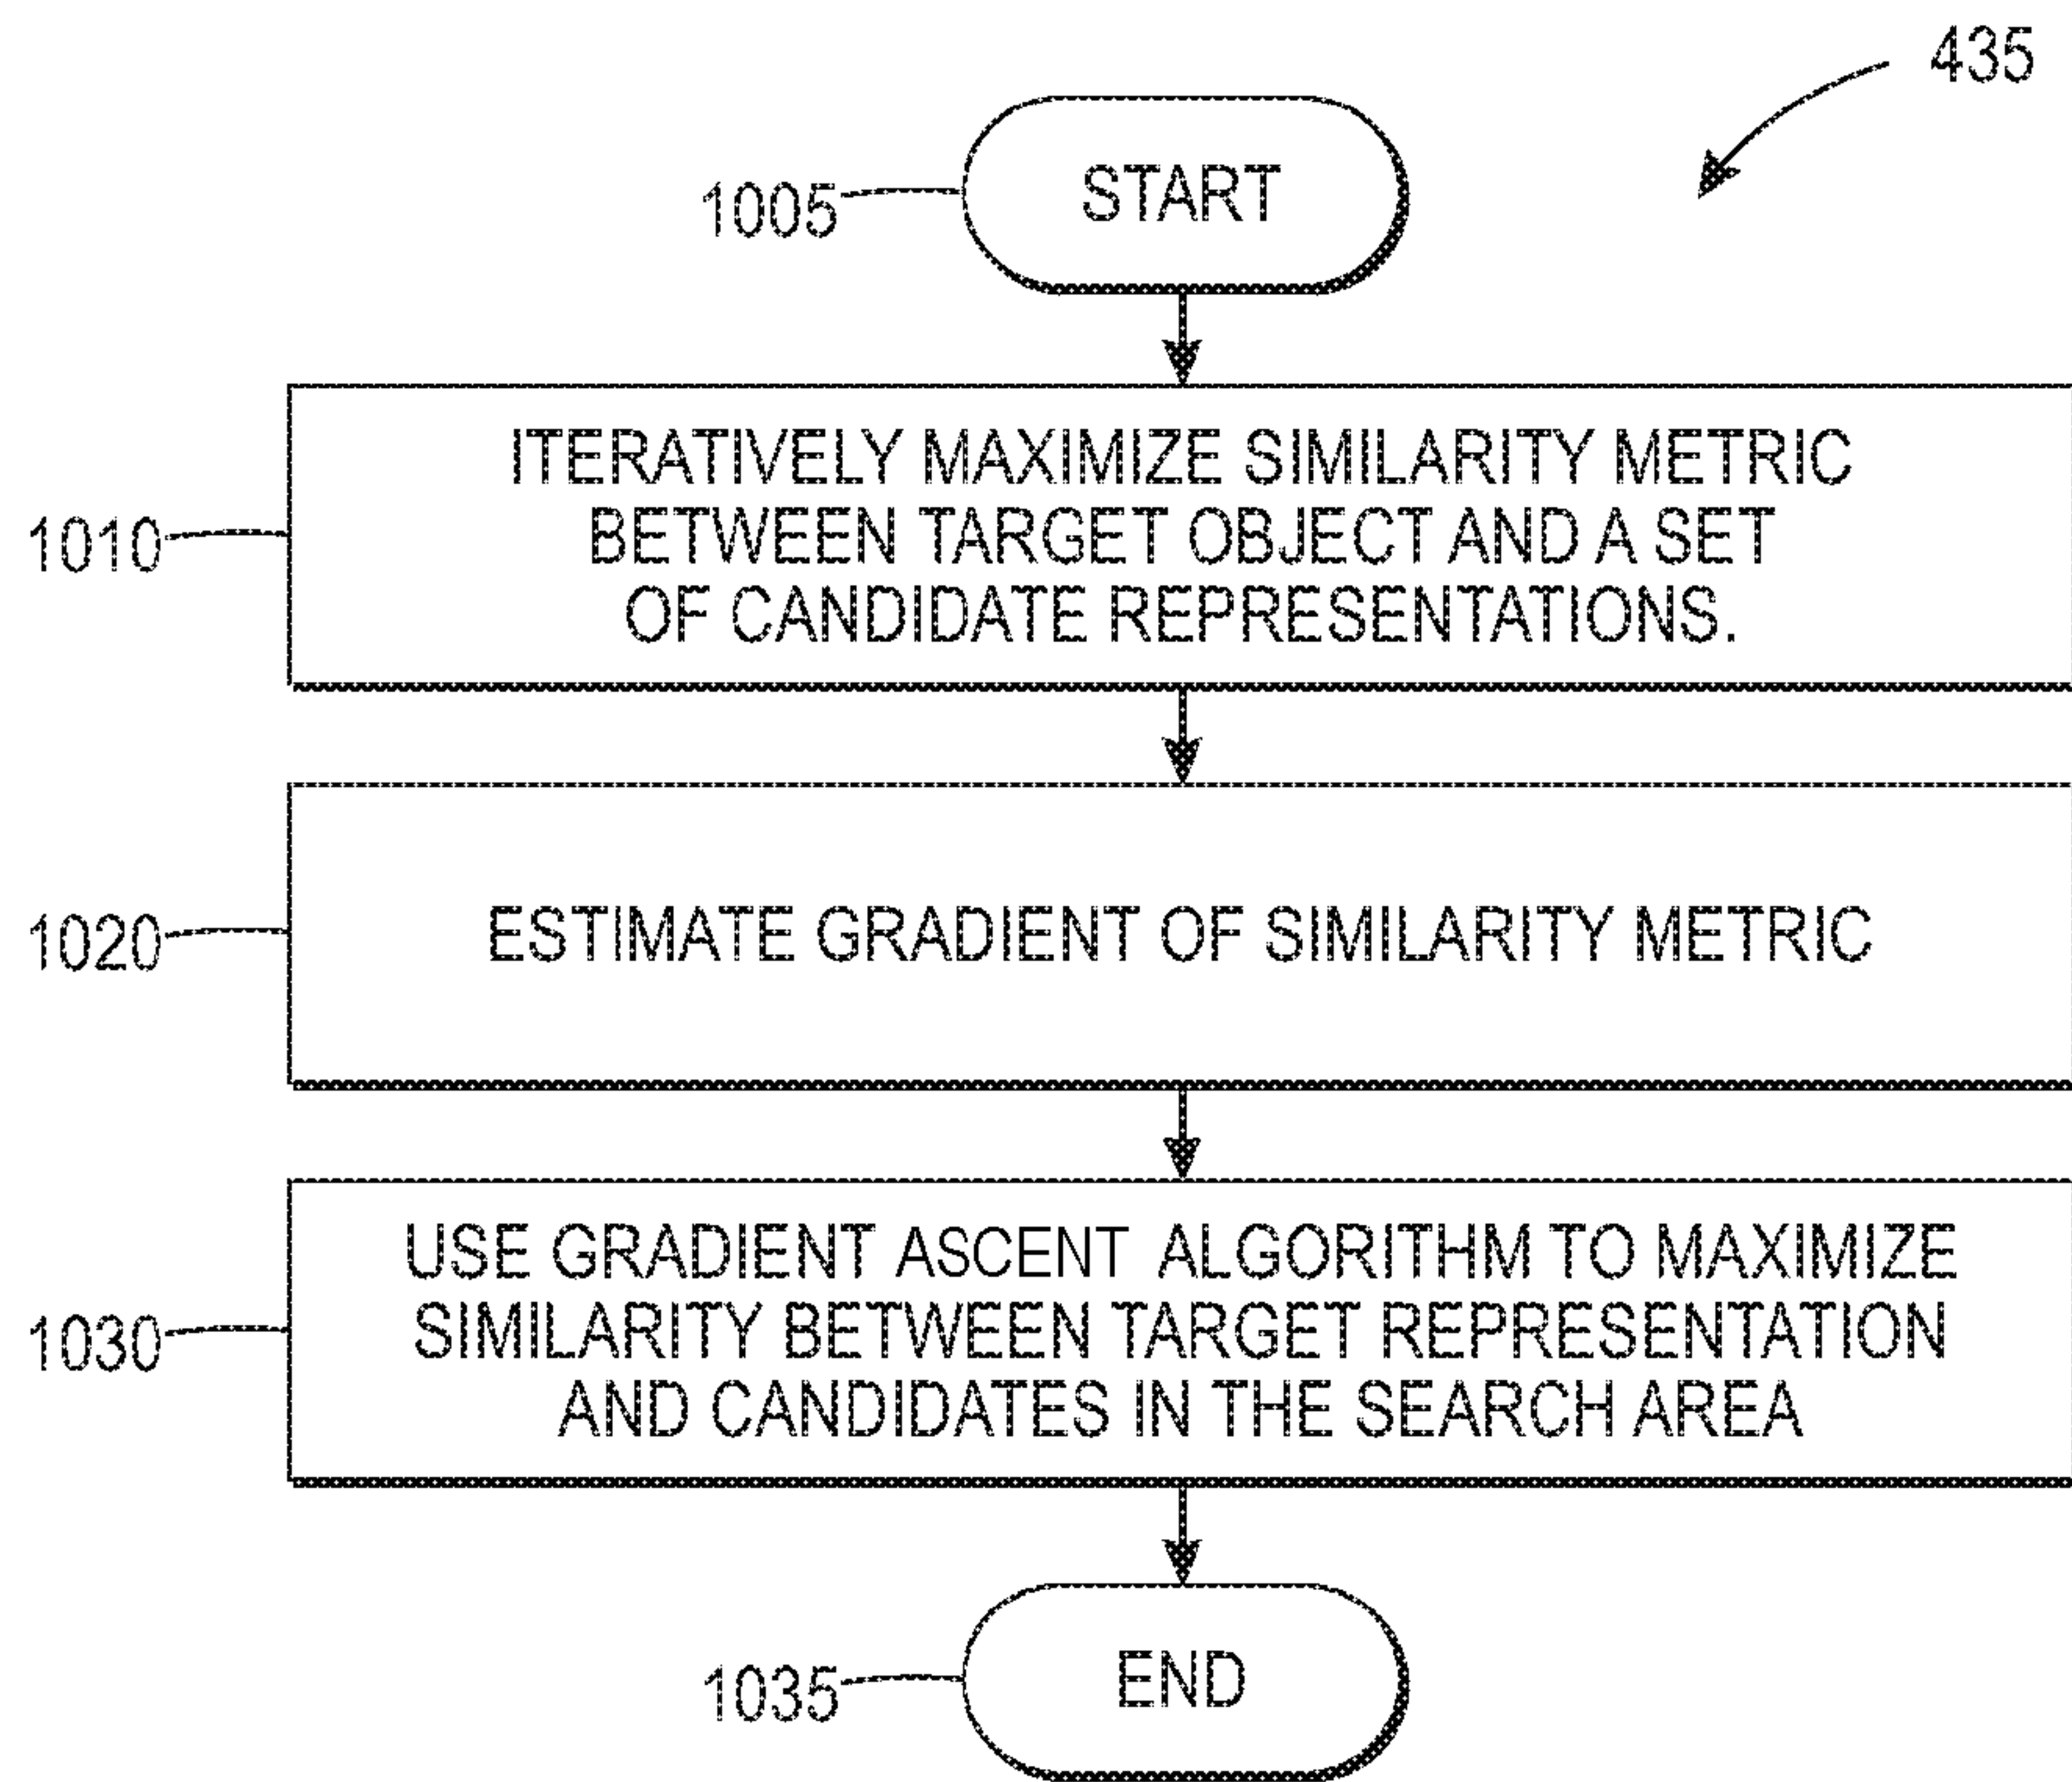 435
1005
START
ITERATIVELY MAXIMIZE SIMILARITY METRIC
1010
BETWEEN TARGET OBJECT AND A SET
OF CANDIDATE REPRESENTATIONS.
1020
ESTIMATE GRADIENT OF SIMILARITY METRIC
USE GRADIENT ASCENT ALGORITHM TO MAXIMIZE
1030
SIMILARITY BETWEEN TARGET REPRESENTATION
AND CANDIDATES IN THE SEARCH AREA
1035
END